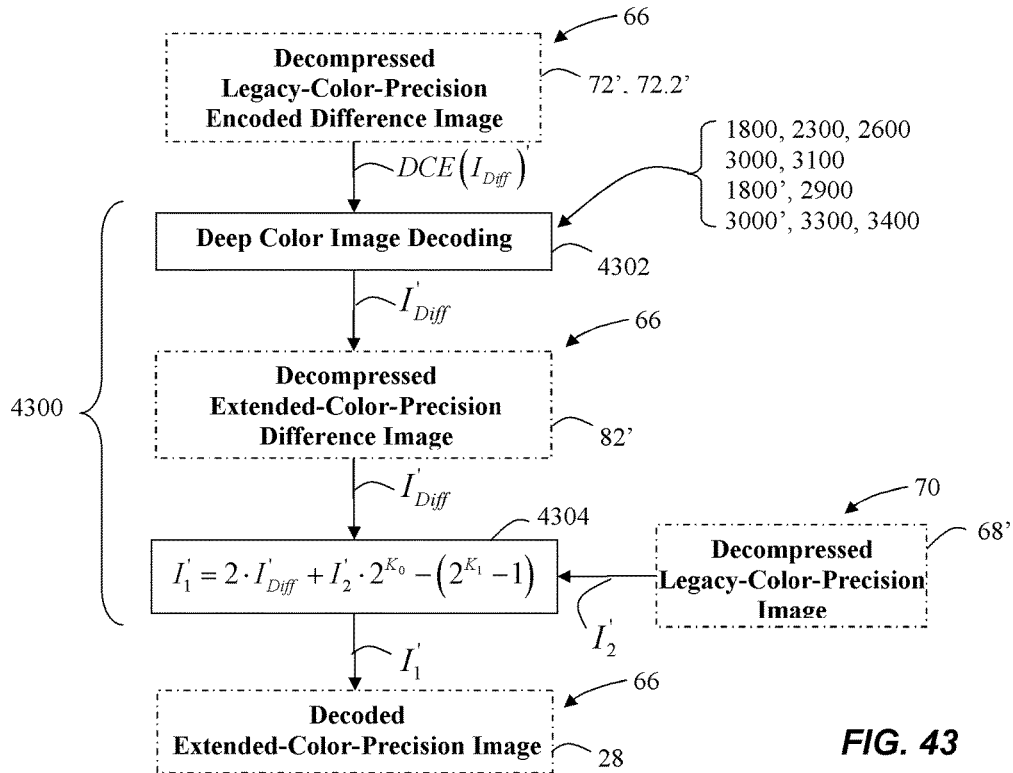 66
Decompressed
Legacy-Color-Precision
Encoded Difference Image
72’, 72.2’
DCE(I_Diff)'
1800, 2300, 2600
3000, 3100
1800’, 2900
3000’, 3300, 3400
Deep Color Image Decoding
4302
I'_Diff
66
4300
Decompressed
Extended-Color-Precision
Difference Image
82’
I'_Diff
4304
70
68’
I'_1 = 2 · I'_Diff + I'_2 · 2^{K_0} − (2^{K_1} − 1)
Decompressed
Legacy-Color-Precision
Image
I'_2
I'_1
66
Decoded
Extended-Color-Precision Image
28
FIG. 43